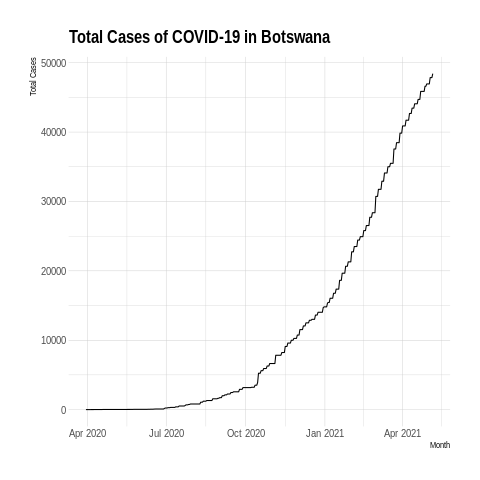 Total Cases of COVID-19 in Botswana
Total Cases
50000
40000
30000
20000
10000
0
Apr 2020 Jul 2020 Oct 2020 Jan 2021 Apr 2021
Month